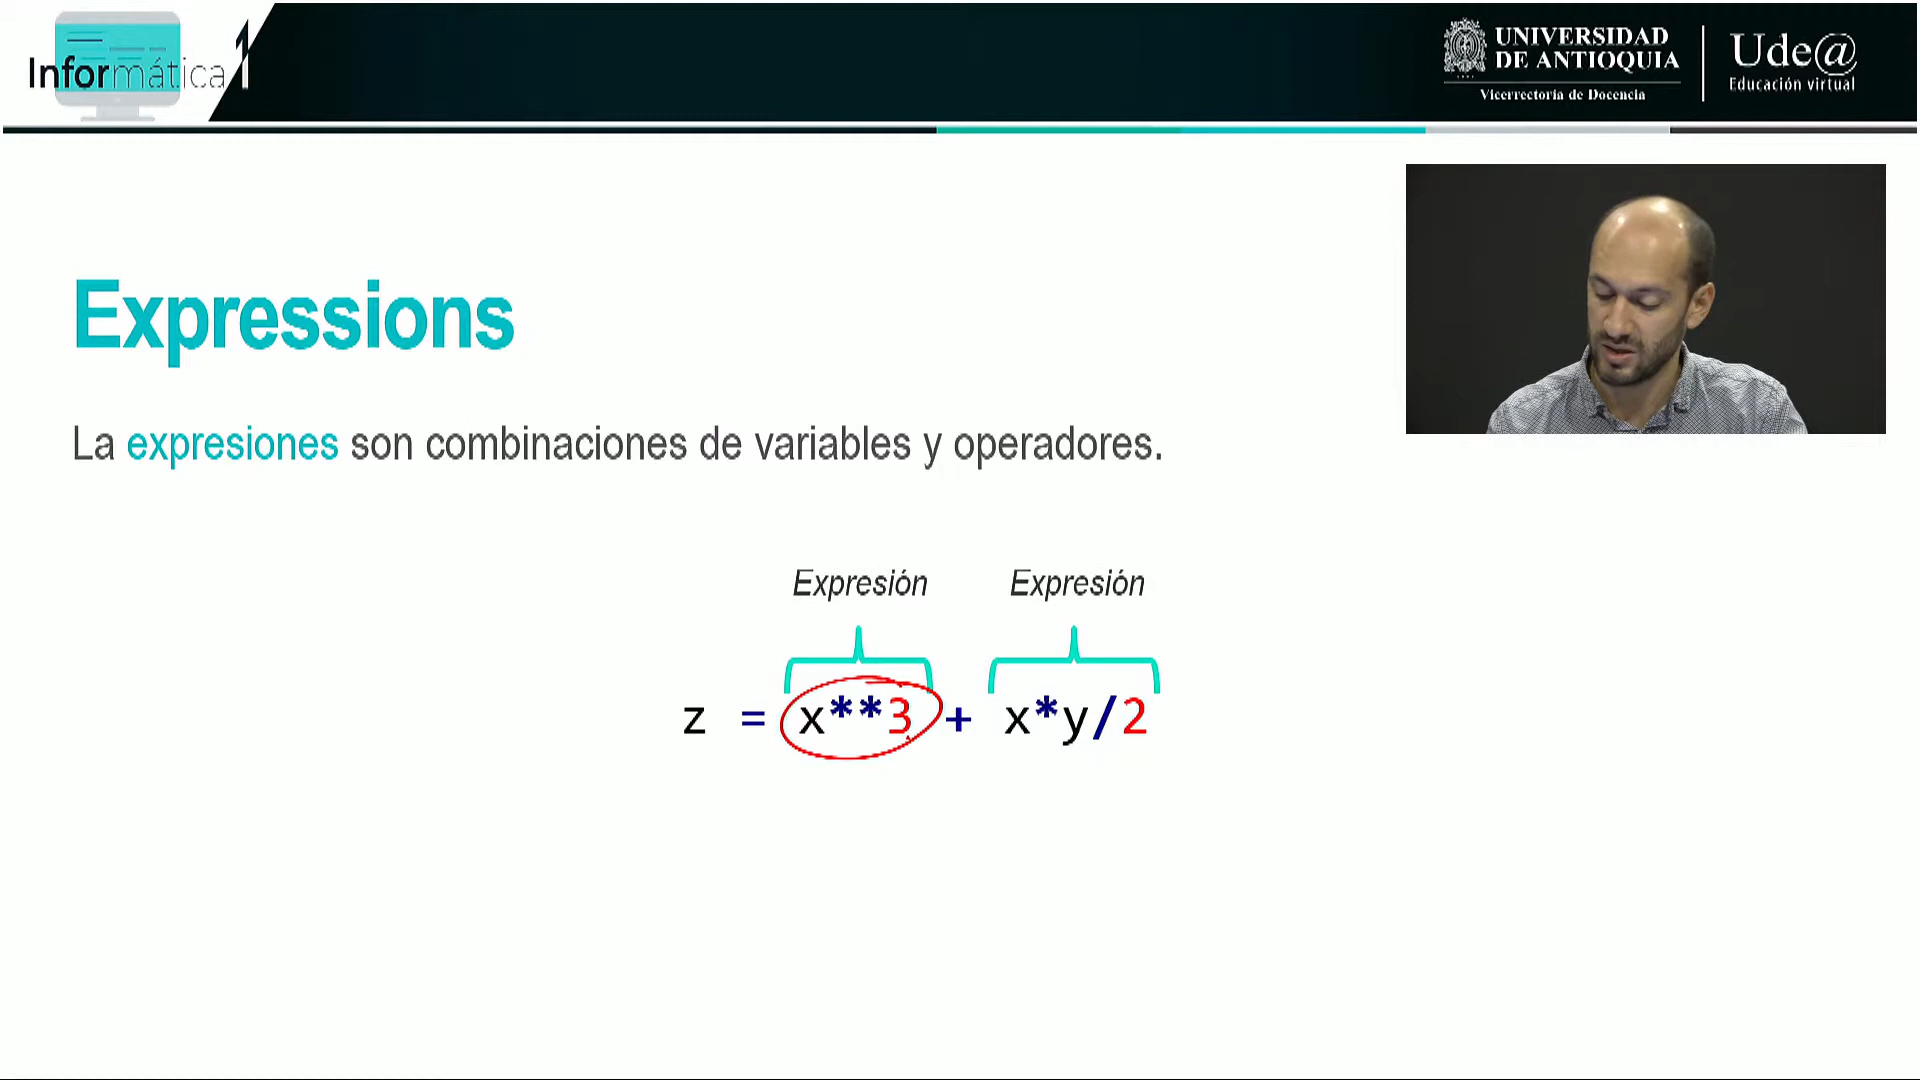 Informática 1
UNIVERSIDAD
DE ANTIOQUIA
Vicerrectoría de Docencia
Ude@
Educación virtual
Expressions
La expresiones son combinaciones de variables y operadores.
Expresión Expresión
z = x**3 + x*y/2